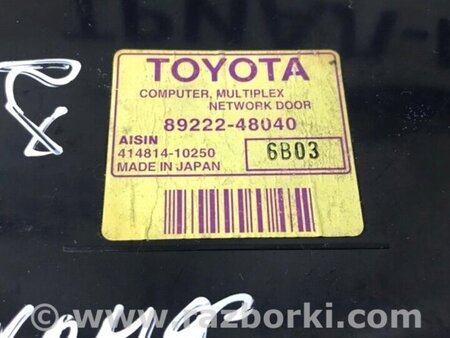 TOYOTA
COMPUTER, MULTIPLEX
NETWORK DOOR
89222-48040
AISIN
414814-10250
MADE IN JAPAN
6B03
© www.razborki.com